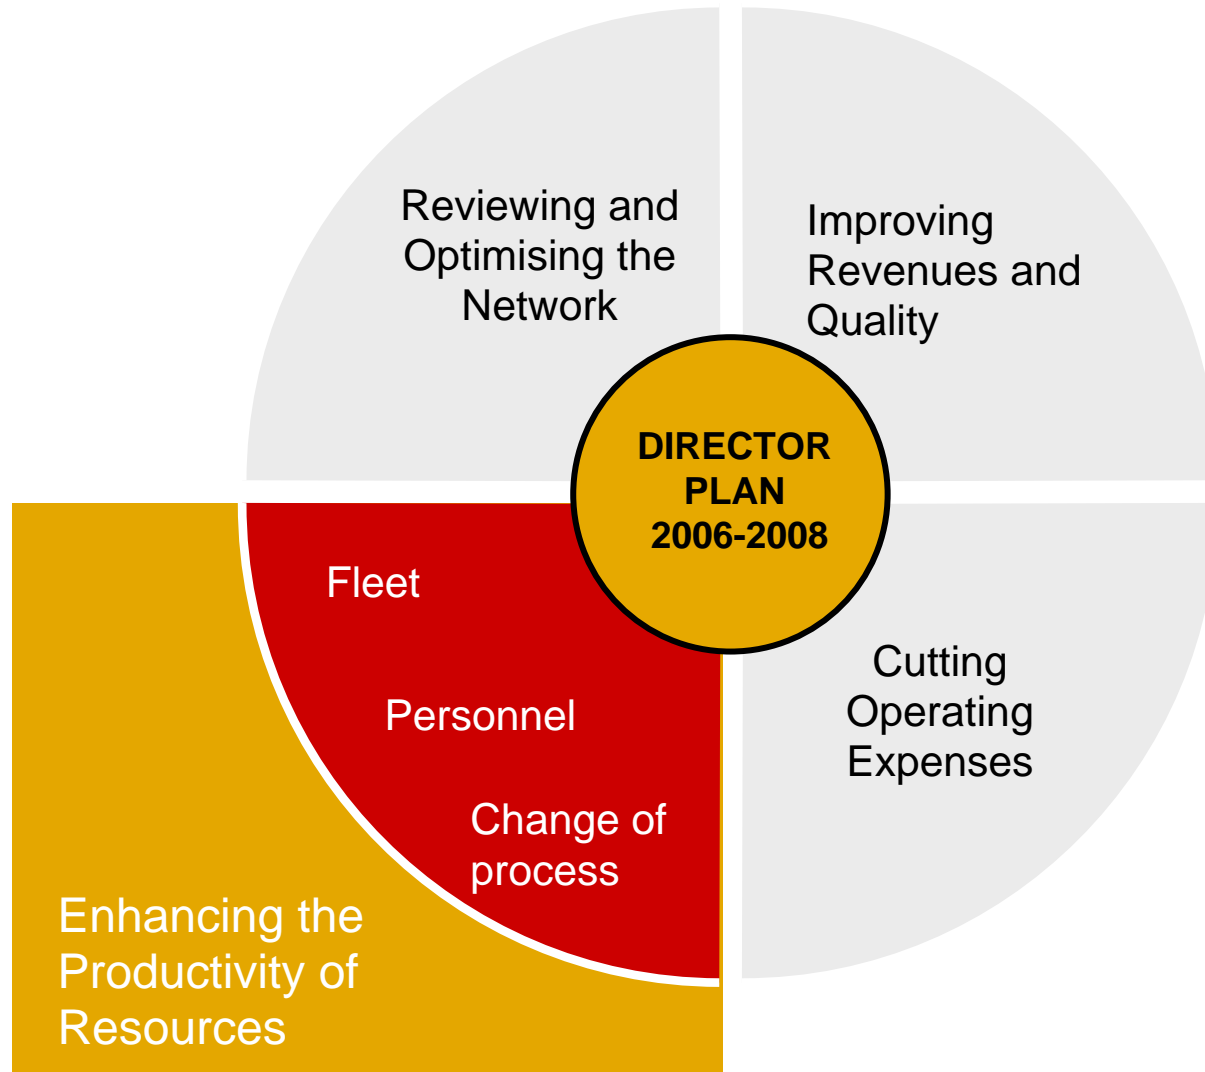 Reviewing and
Optimising the
Network
Improving
Revenues and
Quality
DIRECTOR
PLAN
2006-2008
Fleet
Personnel
Change of
process
Cutting
Operating
Expenses
Enhancing the
Productivity of
Resources